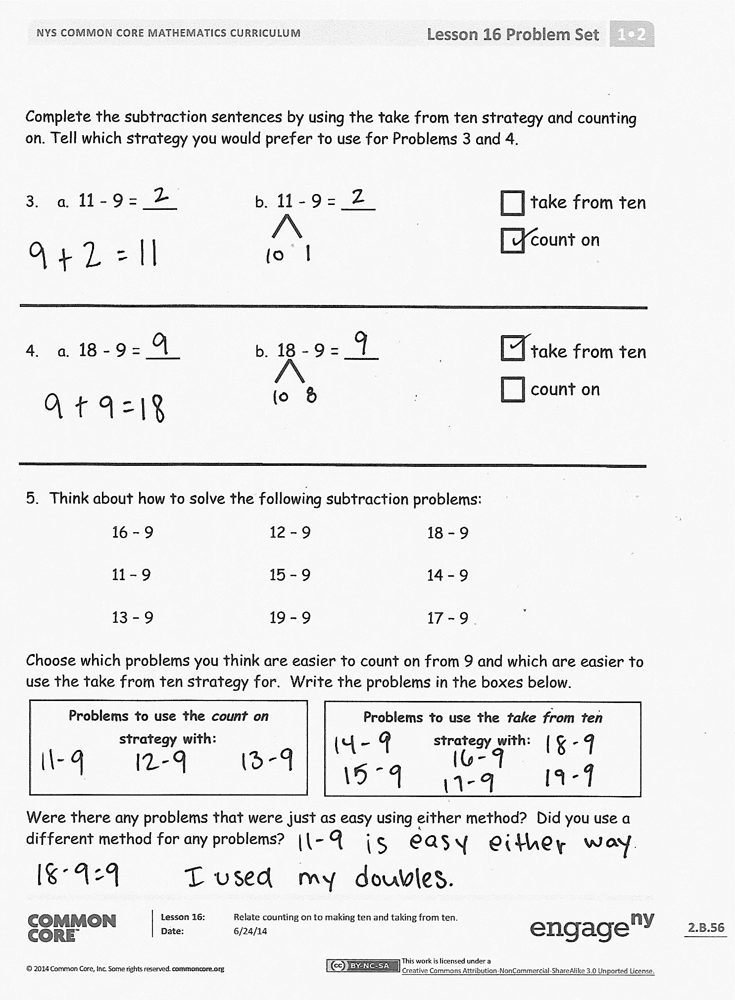 NYS COMMON CORE MATHEMATICS CURRICULUM Lesson 16 Problem Set 1•2
Complete the subtraction sentences by using the take from ten strategy and counting
on. Tell which strategy you would prefer to use for Problems 3 and 4.
3. a. 11 - 9 = 2 b. 11 - 9 = 2 take from ten
✓ count on
9 + 2 = 11 10 1
4. a. 18 - 9 = 9 b. 18 - 9 = 9 ✓ take from ten
count on
9 + 9 = 18 10 8
5. Think about how to solve the following subtraction problems:
16 - 9 12 - 9 18 - 9
11 - 9 15 - 9 14 - 9
13 - 9 19 - 9 17 - 9
Choose which problems you think are easier to count on from 9 and which are easier to
use the take from ten strategy for. Write the problems in the boxes below.
Problems to use the count on
strategy with:
11-9 12-9 13-9
Problems to use the take from ten
14-9 strategy with: 18-9
16-9
15-9 17-9 19-9
Were there any problems that were just as easy using either method? Did you use a
different method for any problems? 11-9 is easy either way.
18-9=9 I used my doubles.
COMMON CORE™
Lesson 16: Relate counting on to making ten and taking from ten.
Date: 6/24/14
engageny
2.B.56
© 2014 Common Core, Inc. Some rights reserved. commoncore.org
cc BY-NC-SA
This work is licensed under a
Creative Commons Attribution-NonCommercial-ShareAlike 3.0 Unported License.